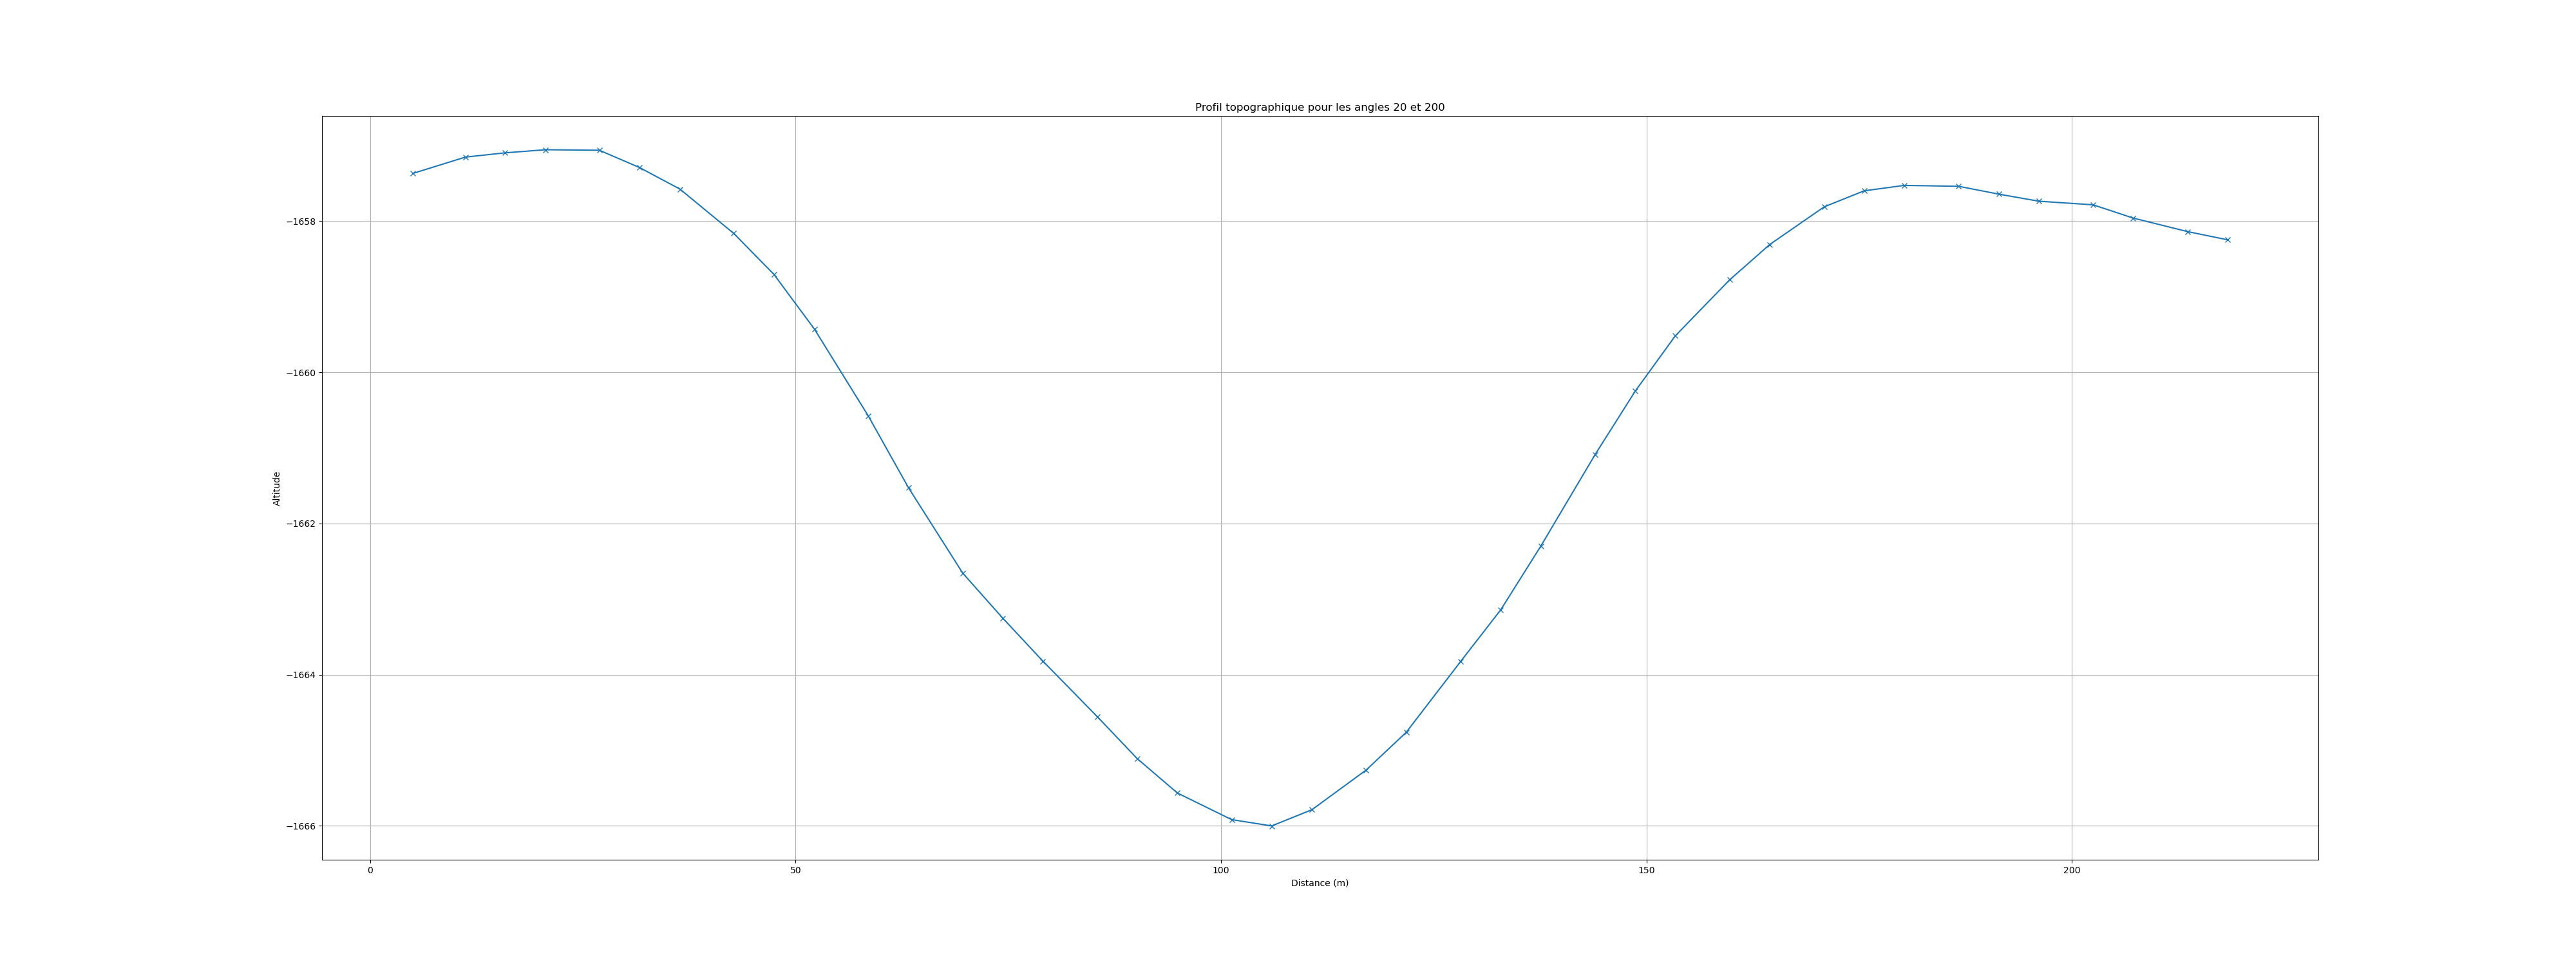 Profil topographique pour les angles 20 et 200
−1658
−1660
−1662
−1664
−1666
Altitude
0 50 100 150 200
Distance (m)